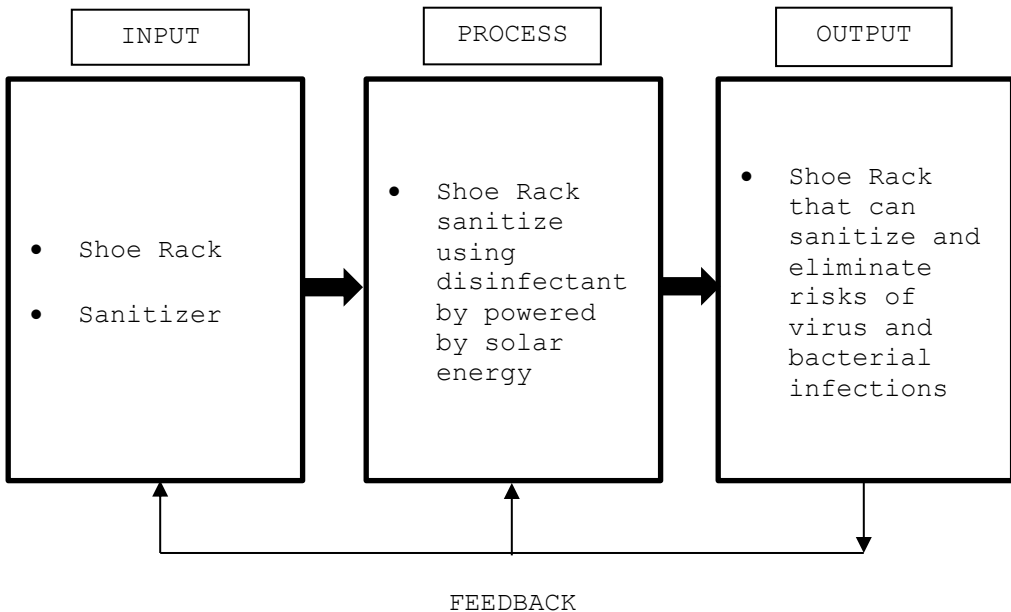 INPUT
PROCESS
OUTPUT
• Shoe Rack
• Sanitizer
• Shoe Rack
sanitize
using
disinfectant
by powered
by solar
energy
• Shoe Rack
that can
sanitize and
eliminate
risks of
virus and
bacterial
infections
FEEDBACK